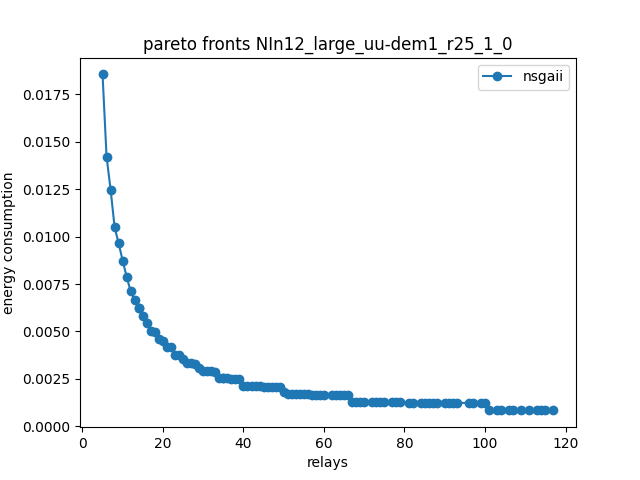 pareto fronts NIn12_large_uu-dem1_r25_1_0
nsgaii
energy consumption
0.0175
0.0150
0.0125
0.0100
0.0075
0.0050
0.0025
0.0000
0 20 40 60 80 100 120
relays